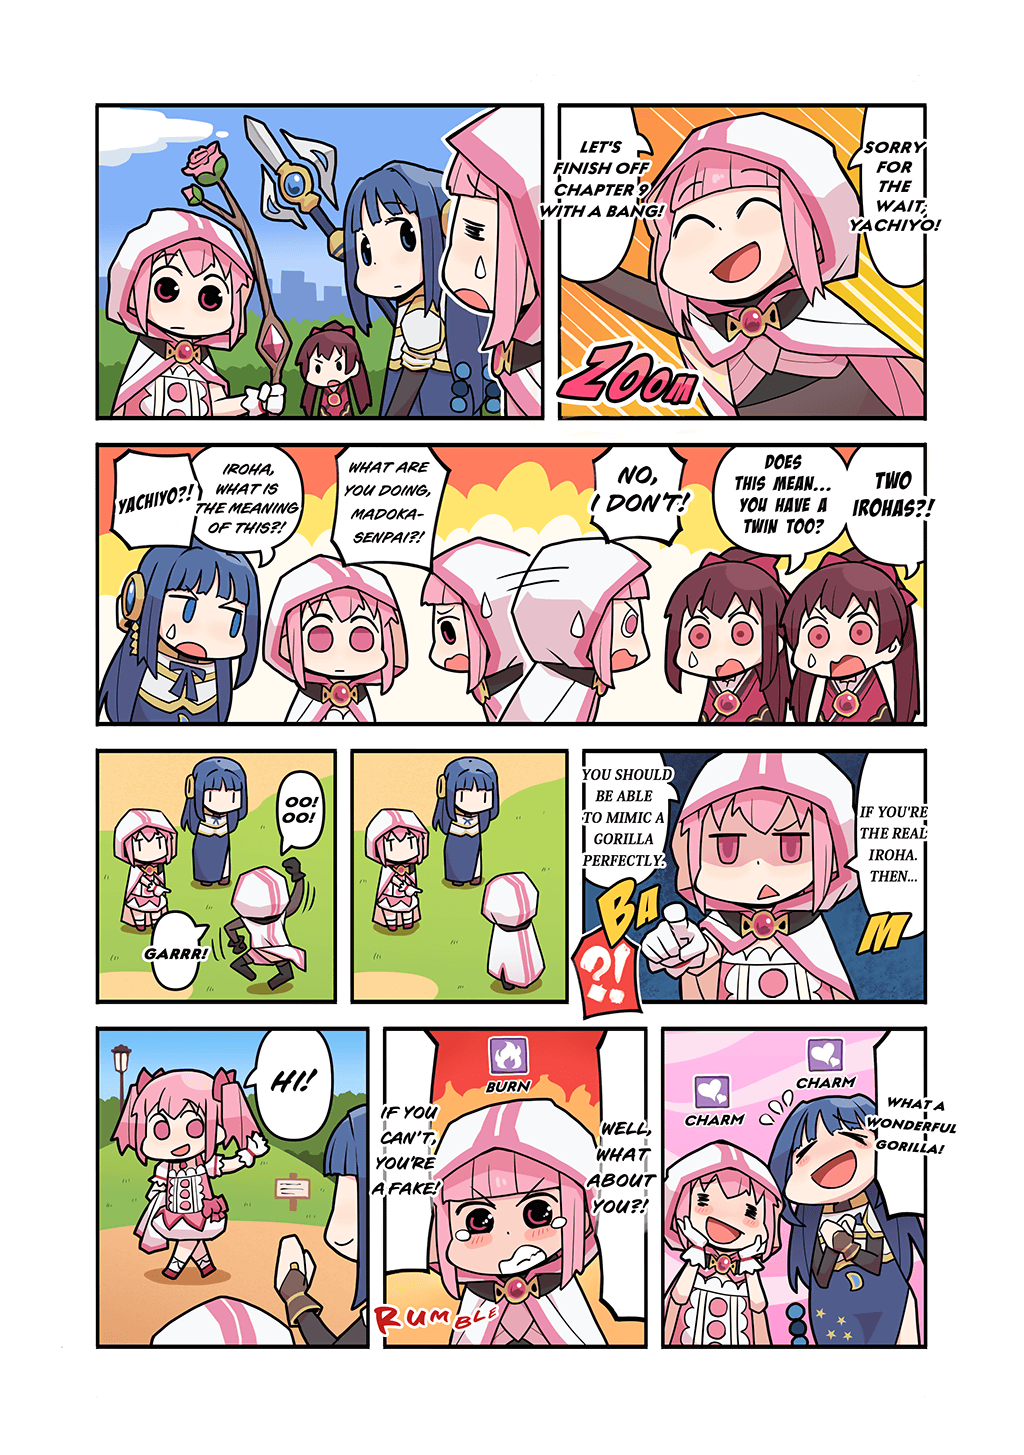 SORRY
FOR
THE
WAIT,
YACHIYO!
LET'S
FINISH OFF
CHAPTER 9
WITH A BANG!
ZOOM
TWO
IROHAS?!
DOES
THIS MEAN...
YOU HAVE A
TWIN TOO?
NO,
I DON'T!
WHAT ARE
YOU DOING,
MADOKA-
SENPAI?!
IROHA,
WHAT IS
THE MEANING
OF THIS?!
YACHIYO?!
IF YOU'RE
THE REAL
IROHA.
THEN...
YOU SHOULD
BE ABLE
TO MIMIC A
GORILLA
PERFECTLY.
BAM
?!
OO!
OO!
GARRR!
WHAT A
WONDERFUL
GORILLA!
CHARM
CHARM
BURN
WELL,
WHAT
ABOUT
YOU?!
IF YOU
CAN'T,
YOU'RE
A FAKE!
RUMBLE
HI!